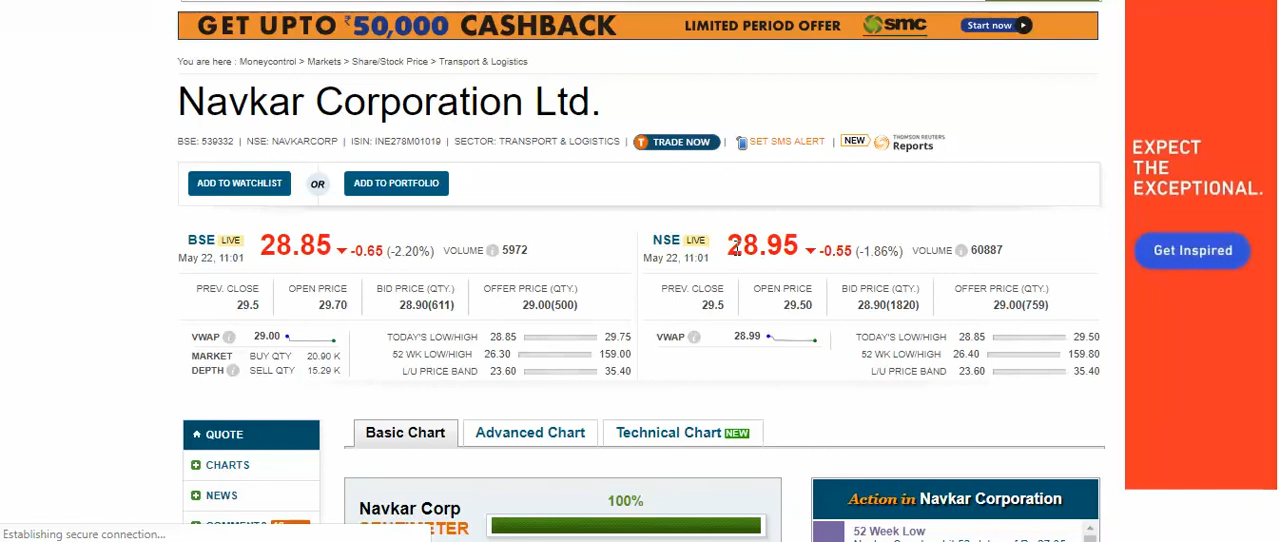 GET UPTO ₹50,000 CASHBACK LIMITED PERIOD OFFER smc Start now
You are here : Moneycontrol > Markets > Share/Stock Price > Transport & Logistics
Navkar Corporation Ltd.
BSE: 539332 | NSE: NAVKARCORP | ISIN: INE278M01019 | SECTOR: TRANSPORT & LOGISTICS | T TRADE NOW | SET SMS ALERT | NEW THOMSON REUTERS Reports
EXPECT
THE
EXCEPTIONAL.
ADD TO WATCHLIST OR ADD TO PORTFOLIO
Get Inspired
BSE LIVE 28.85 -0.65 (-2.20%) VOLUME i 5972
May 22, 11:01
NSE LIVE 28.95 -0.55 (-1.86%) VOLUME i 60887
May 22, 11:01
PREV. CLOSE OPEN PRICE BID PRICE (QTY.) OFFER PRICE (QTY.)
29.5 29.70 28.90(611) 29.00(500)
PREV. CLOSE OPEN PRICE BID PRICE (QTY.) OFFER PRICE (QTY.)
29.5 29.50 28.90(1820) 29.00(759)
VWAP i 29.00
MARKET BUY QTY 20.90 K
DEPTH i SELL QTY 15.29 K
TODAY'S LOW/HIGH 28.85 29.75
52 WK LOW/HIGH 26.30 159.00
L/U PRICE BAND 23.60 35.40
VWAP i 28.99
TODAY'S LOW/HIGH 28.85 29.50
52 WK LOW/HIGH 26.40 159.80
L/U PRICE BAND 23.60 35.40
QUOTE
CHARTS
NEWS
Basic Chart Advanced Chart Technical Chart NEW
Navkar Corp
100%
Action in Navkar Corporation
52 Week Low
Establishing secure connection...